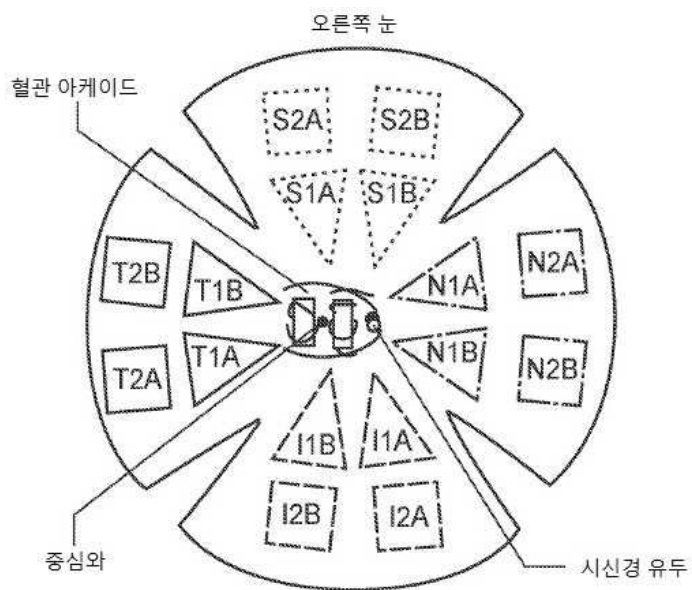 오른쪽 눈
혈관 아케이드
S2A S2B
S1A S1B
T2B T1B N1A N2A
T2A T1A N1B N2B
I1B I1A
I2B I2A
중심와
시신경 유두